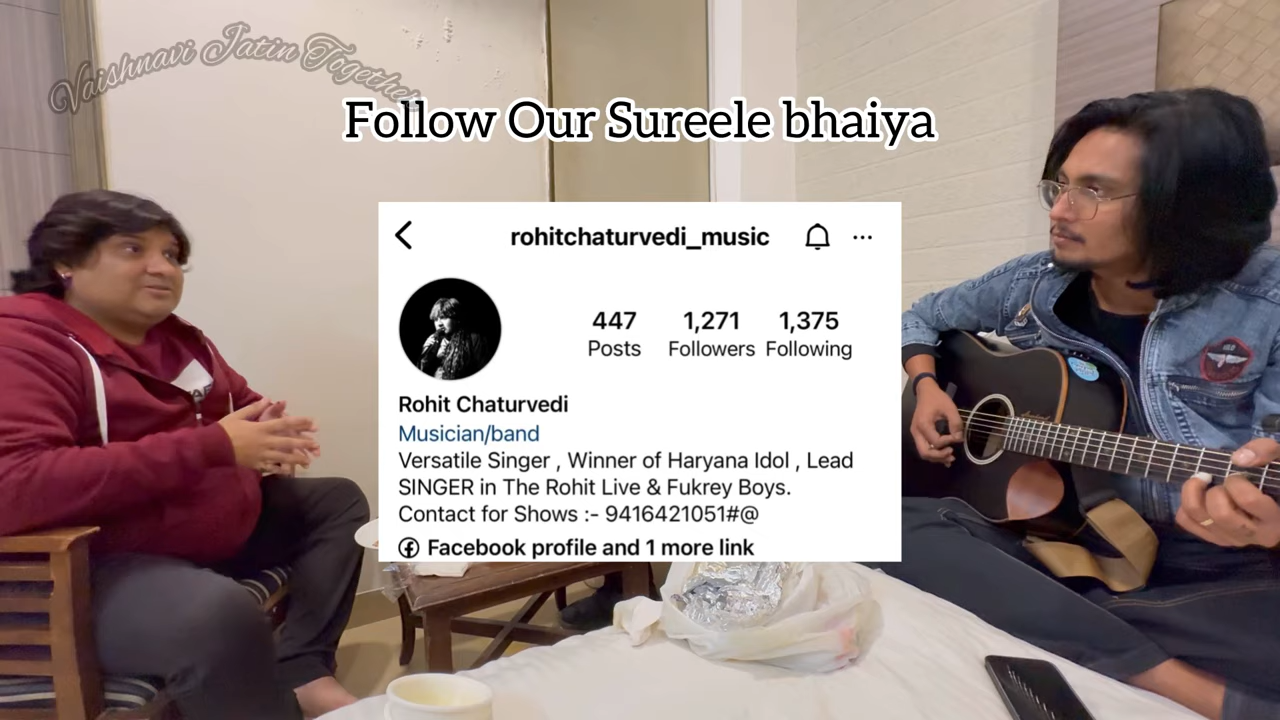 Vaishnavi Jatin Together
Follow Our Sureele bhaiya
rohitchaturvedi_music
447 1,271 1,375
Posts Followers Following
Rohit Chaturvedi
Musician/band
Versatile Singer , Winner of Haryana Idol , Lead
SINGER in The Rohit Live & Fukrey Boys.
Contact for Shows :- 9416421051#@
Facebook profile and 1 more link